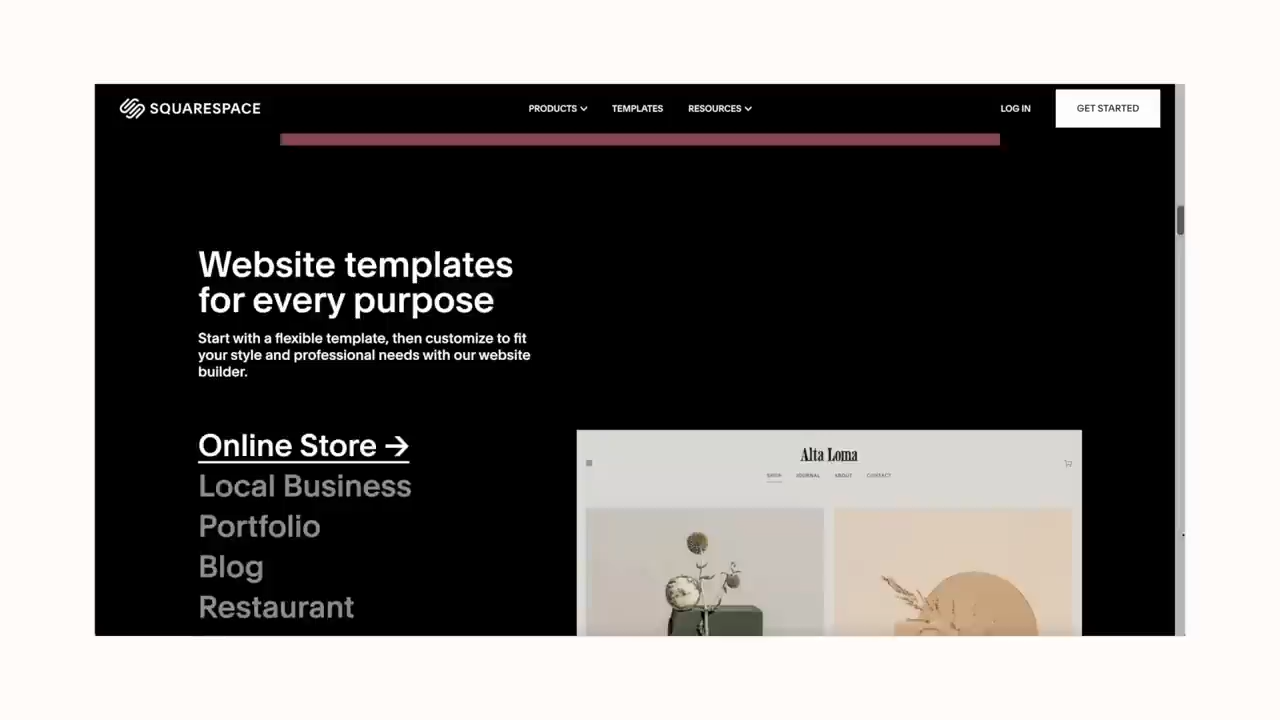 SQUARESPACE
PRODUCTS
TEMPLATES
RESOURCES
LOG IN
GET STARTED
Website templates
for every purpose
Start with a flexible template, then customize to fit
your style and professional needs with our website
builder.
Online Store →
Local Business
Portfolio
Blog
Restaurant
Alta Loma
SHOP
JOURNAL
ABOUT
CONTACT